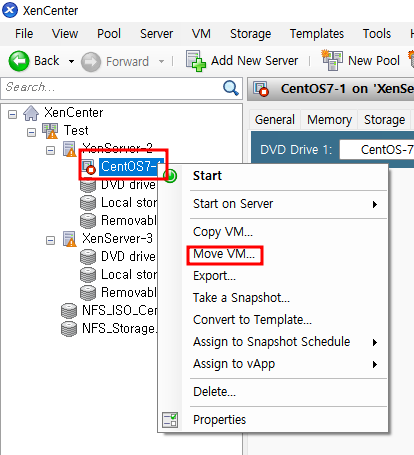 XenCenter
File View Pool Server VM Storage Templates Tools
Back Forward Add New Server New Pool
Search...
CentOS7-1 on 'XenSe
XenCenter
Test
XenServer-2
CentOS7-1
DVD drive
Local stor
Removabl
XenServer-3
DVD drive
Local stor
Removabl
NFS_ISO_Cen
NFS_Storage.
General Memory Storage
DVD Drive 1: CentOS-7
Start
Start on Server
Copy VM...
Move VM...
Export...
Take a Snapshot...
Convert to Template...
Assign to Snapshot Schedule
Assign to vApp
Delete...
Properties